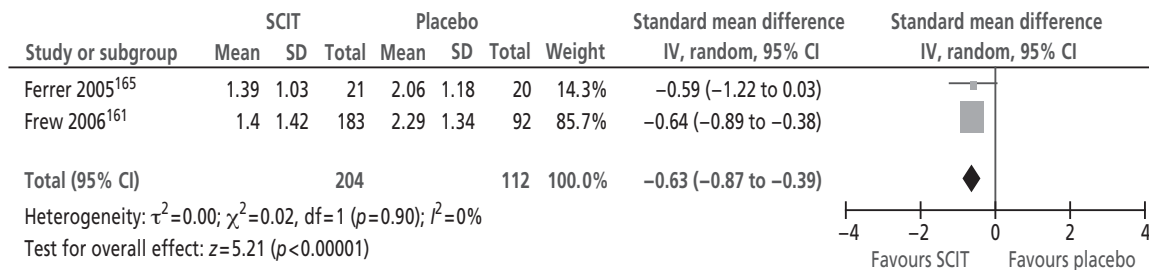 SCIT Placebo Standard mean difference Standard mean difference
Study or subgroup Mean SD Total Mean SD Total Weight IV, random, 95% CI IV, random, 95% CI
Ferrer 2005¹⁶⁵ 1.39 1.03 21 2.06 1.18 20 14.3% −0.59 (−1.22 to 0.03)
Frew 2006¹⁶¹ 1.4 1.42 183 2.29 1.34 92 85.7% −0.64 (−0.89 to −0.38)
Total (95% CI) 204 112 100.0% −0.63 (−0.87 to −0.39)
Heterogeneity: τ²=0.00; χ²=0.02, df=1 (p=0.90); I²=0%
Test for overall effect: z=5.21 (p<0.00001)
−4 −2 0 2 4
Favours SCIT Favours placebo